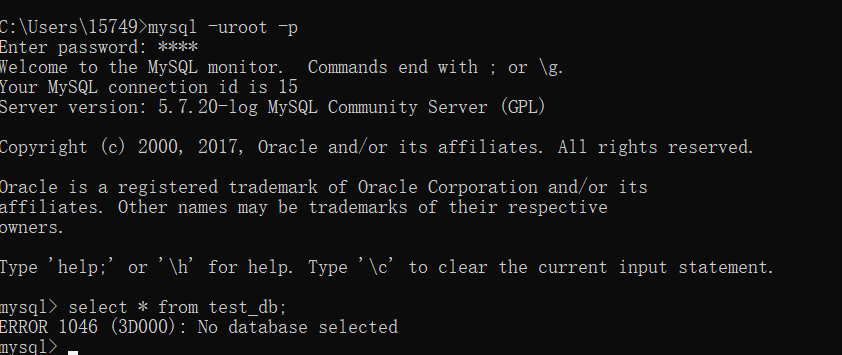 C:\Users\15749>mysql -uroot -p
Enter password: ****
Welcome to the MySQL monitor.  Commands end with ; or \g.
Your MySQL connection id is 15
Server version: 5.7.20-log MySQL Community Server (GPL)
Copyright (c) 2000, 2017, Oracle and/or its affiliates. All rights reserved.
Oracle is a registered trademark of Oracle Corporation and/or its
affiliates. Other names may be trademarks of their respective
owners.
Type 'help;' or '\h' for help. Type '\c' to clear the current input statement.
mysql> select * from test_db;
ERROR 1046 (3D000): No database selected
mysql>